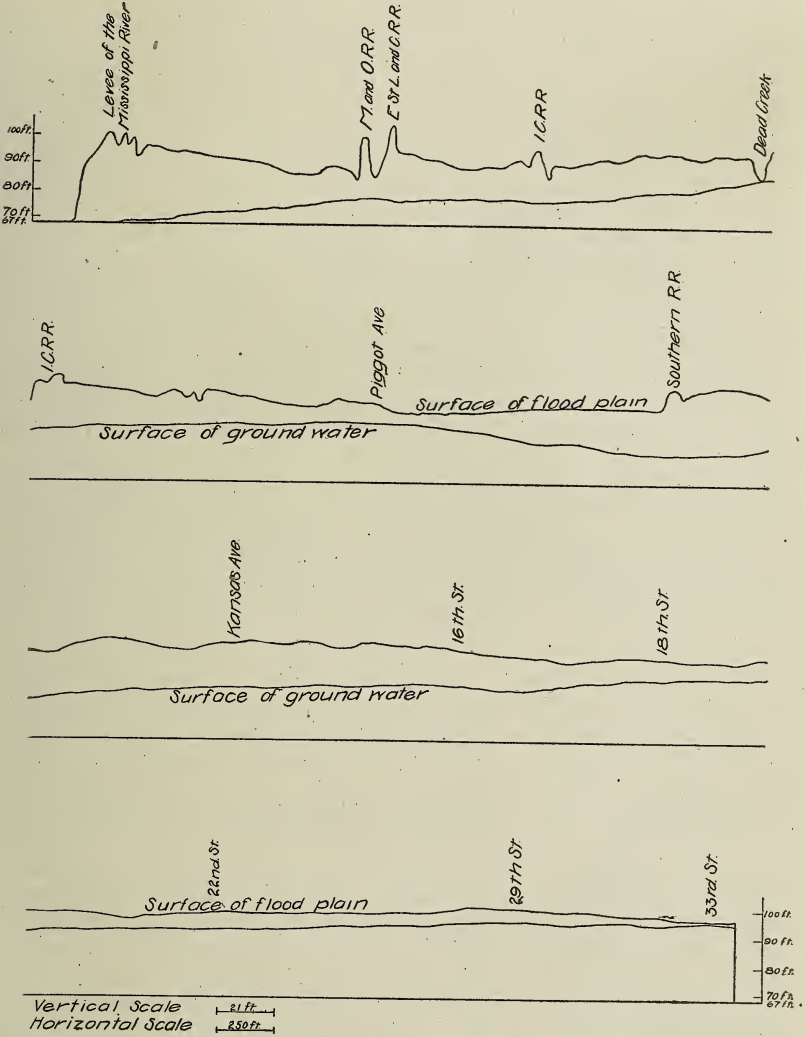 Levee of the
Mississippi River
M. and O.R.R.
E St L. and C.R.R.
I.C.R.R.
Dead Creek
100ft.
90ft.
80ft.
70ft.
67ft.
I.C.R.R.
Piggot Ave
Surface of flood plain
Southern R.R.
Surface of ground water
Kansas Ave.
16th. St.
18th. St.
Surface of ground water
22nd. St.
29th St.
33rd. St.
Surface of flood plain
100ft.
90ft.
80ft.
70ft.
67ft.
Vertical Scale 21 ft.
Horizontal Scale 250 ft.